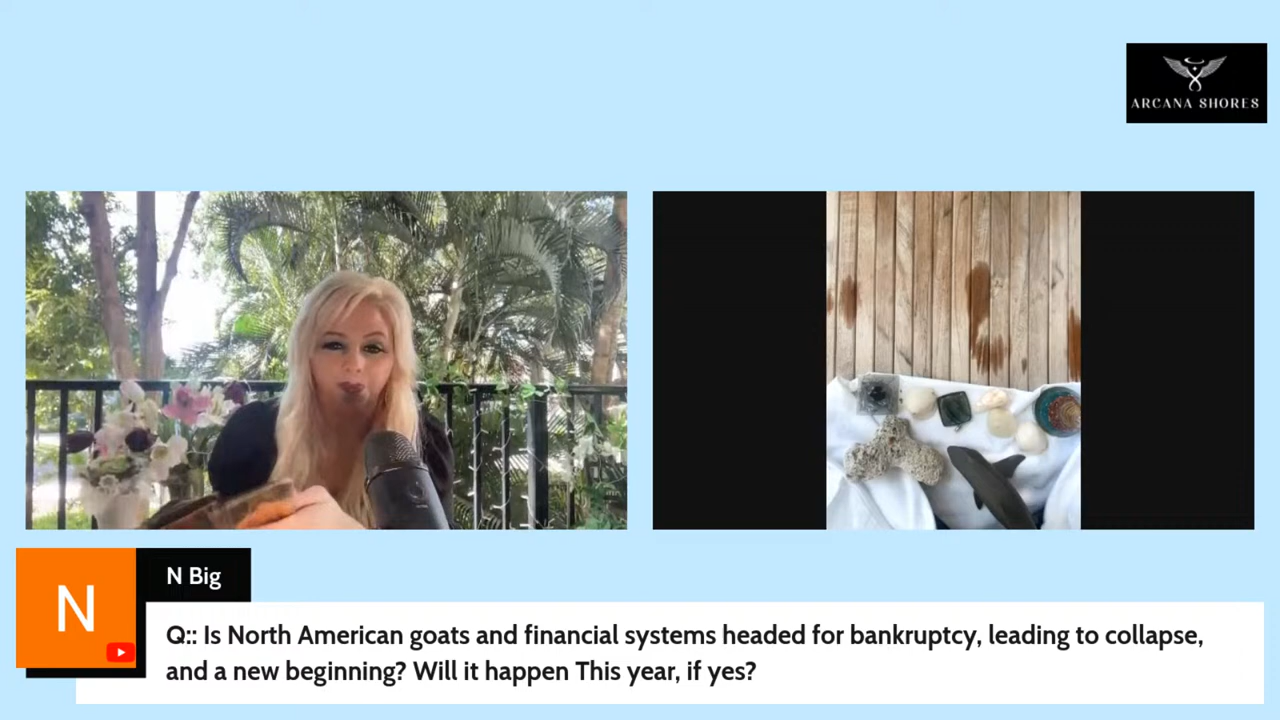 ARCANA SHORES
N
N Big
Q:: Is North American goats and financial systems headed for bankruptcy, leading to collapse,
and a new beginning? Will it happen This year, if yes?